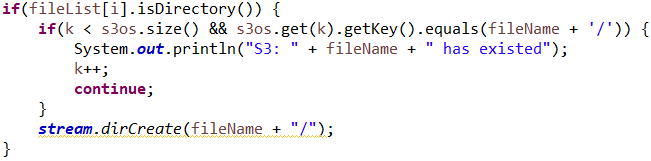 if(fileList[i].isDirectory()) {
    if(k < s3os.size() && s3os.get(k).getKey().equals(fileName + '/')) {
        System.out.println("S3: " + fileName + " has existed");
        k++;
        continue;
    }
    stream.dirCreate(fileName + "/");
}